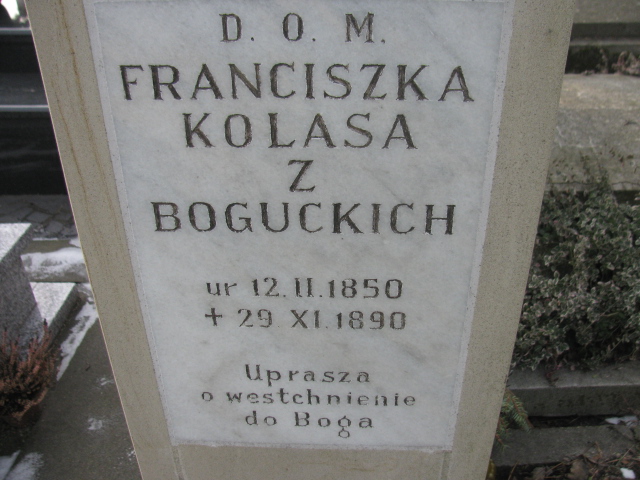 D. O. M.
FRANCISZKA
KOLASA
Z
BOGUCKICH
ur 12.II.1850
+ 29 XI.1890
Uprasza
o westchnienie
do Boga